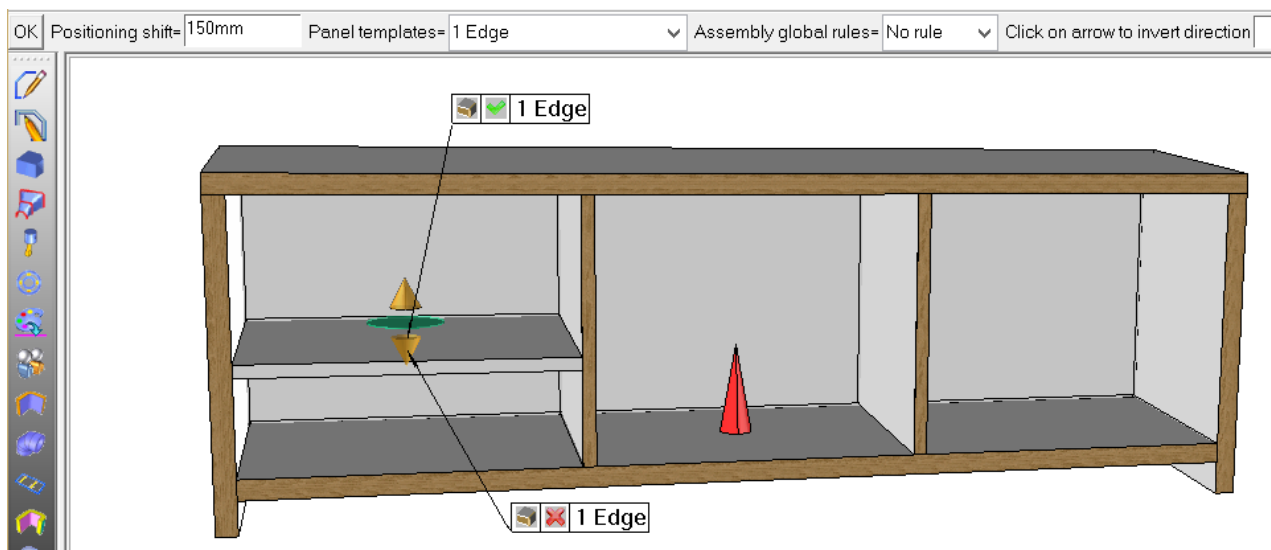 OK Positioning shift= 150mm Panel templates= 1 Edge Assembly global rules= No rule Click on arrow to invert direction
1 Edge
1 Edge